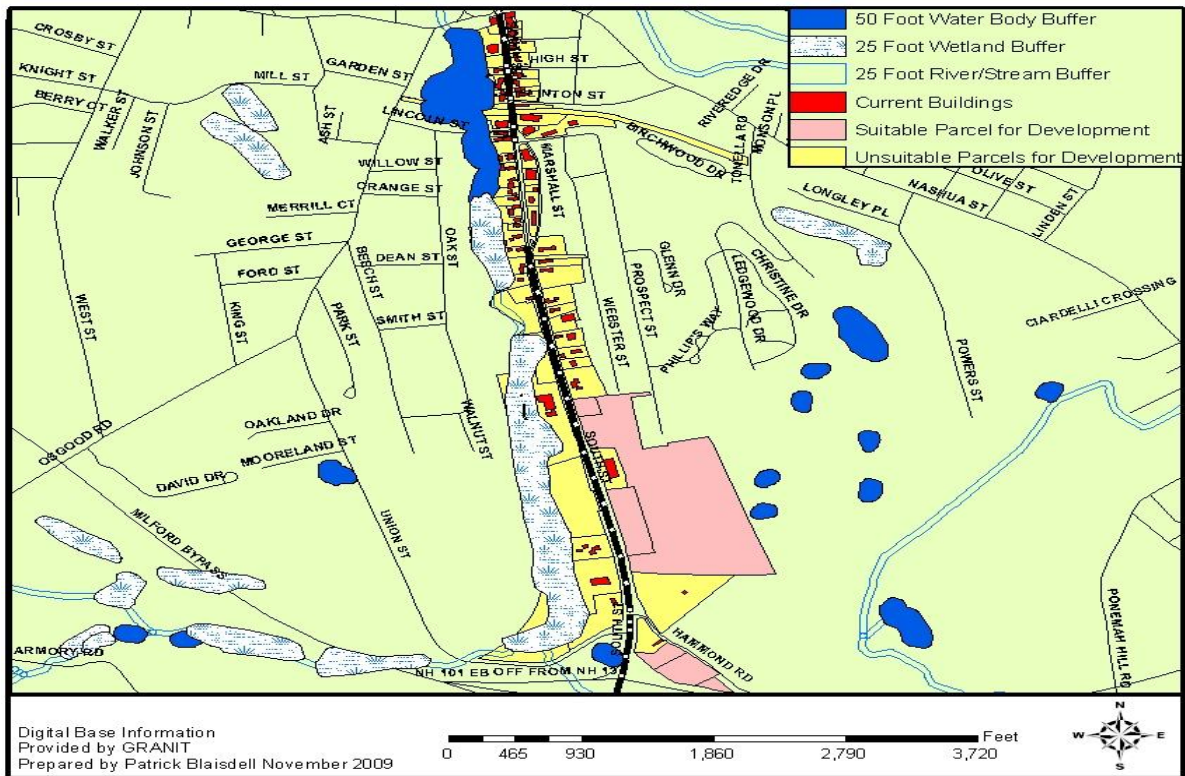 50 Foot Water Body Buffer
25 Foot Wetland Buffer
25 Foot River/Stream Buffer
Current Buildings
Suitable Parcel for Development
Unsuitable Parcels for Development
CROSBY ST
KNIGHT ST
BERRY CT
WALKER ST
JOHNSON ST
MILL ST
GARDEN ST
ASH ST
LINCOLN ST
HIGH ST
LINTON ST
RIVEREDGE DR
MONSON PL
TONELLA RD
BIRCHWOOD DR
MARSHALL ST
WILLOW ST
ORANGE ST
MERRILL CT
GEORGE ST
FORD ST
KING ST
BEECH ST
DEAN ST
OAK ST
PARK ST
SMITH ST
WEST ST
LONGLEY PL
NASHUA ST
OLIVE ST
LINDEN ST
GLENN DR
PROSPECT ST
WEBSTER ST
PHILLIP'S WAY
LEDGEWOOD DR
CHRISTINE DR
CIARDELLI CROSSING
POWERS ST
OSGOOD RD
OAKLAND DR
MOORELAND ST
DAVID DR
WALNUT ST
UNION ST
MILFORD BYPASS
SOUTH ST
SOUTH ST
HAMMOND RD
PONEMAH HILL RD
ARMORY RD
NH 101 EB OFF FROM NH 13
N
W E
S
Digital Base Information
Provided by GRANIT
Prepared by Patrick Blaisdell November 2009
Feet
0 465 930 1,860 2,790 3,720